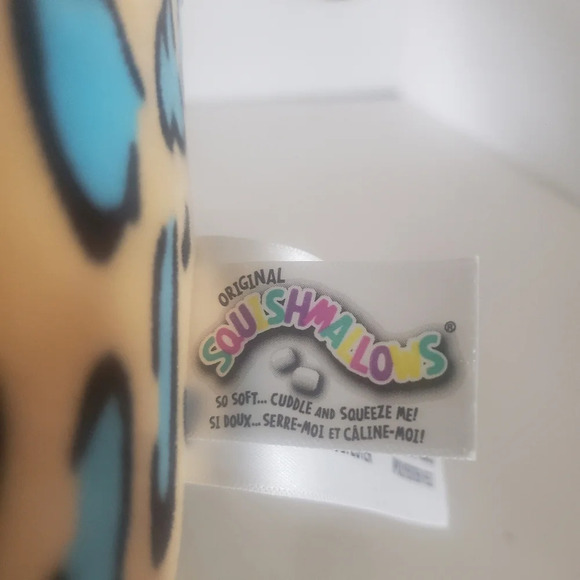 ORIGINAL
SQUISHMALLOWS®
SO SOFT... CUDDLE AND SQUEEZE ME!
SI DOUX... SERRE-MOI ET CÂLINE-MOI!